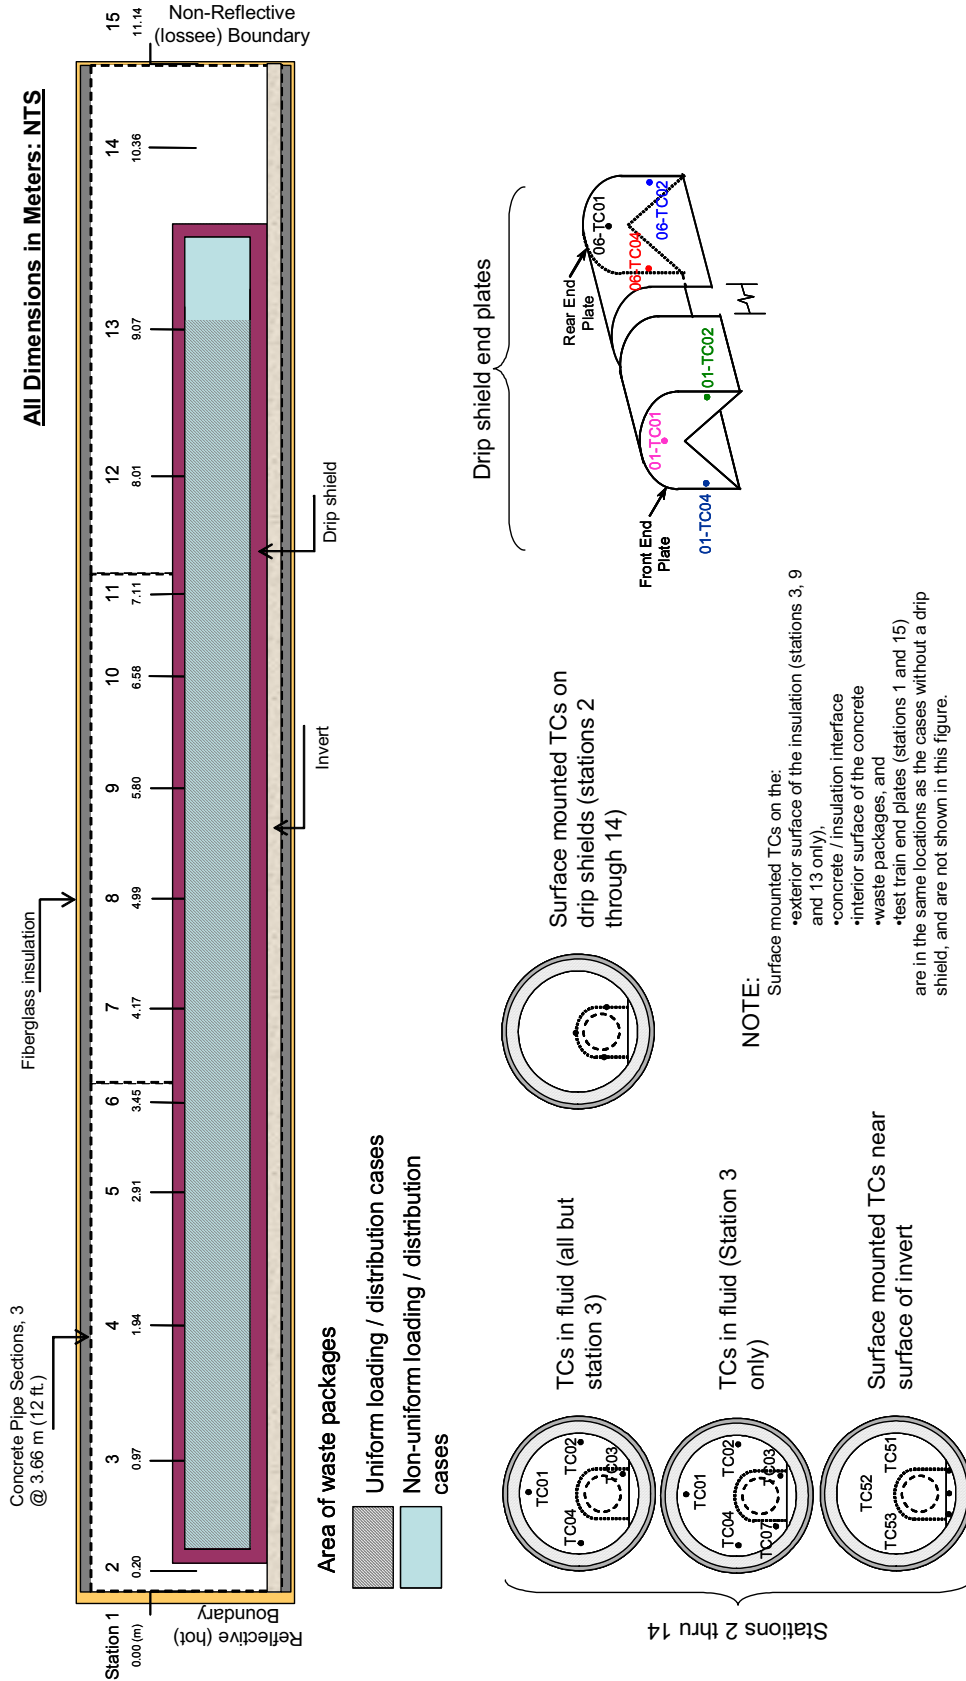 All Dimensions in Meters: NTS
Concrete Pipe Sections, 3
@ 3.66 m (12 ft.)
Fiberglass insulation
Non-Reflective
(lossee) Boundary
Station 1
2
3
4
5
6
7
8
9
10
11
12
13
14
15
0.00 (m)
0.20
0.97
1.94
2.91
3.45
4.17
4.99
5.80
6.58
7.11
8.01
9.07
10.36
11.14
Reflective (hot)
Boundary
Invert
Drip shield
Area of waste packages
Uniform loading / distribution cases
Non-uniform loading / distribution
cases
Stations 2 thru 14
TC01
TC04
TC02
TC03
TCs in fluid (all but
station 3)
TC01
TC04
TC02
TC07
TC03
TCs in fluid (Station 3
only)
TC53
TC52
TC51
Surface mounted TCs near
surface of invert
Surface mounted TCs on
drip shields (stations 2
through 14)
NOTE:
Surface mounted TCs on the:
•exterior surface of the insulation (stations 3, 9
and 13 only),
•concrete / insulation interface
•interior surface of the concrete
•waste packages, and
•test train end plates (stations 1 and 15)
are in the same locations as the cases without a drip
shield, and are not shown in this figure.
Drip shield end plates
Front End
Plate
Rear End
Plate
01-TC01
01-TC04
01-TC02
06-TC01
06-TC04
06-TC02